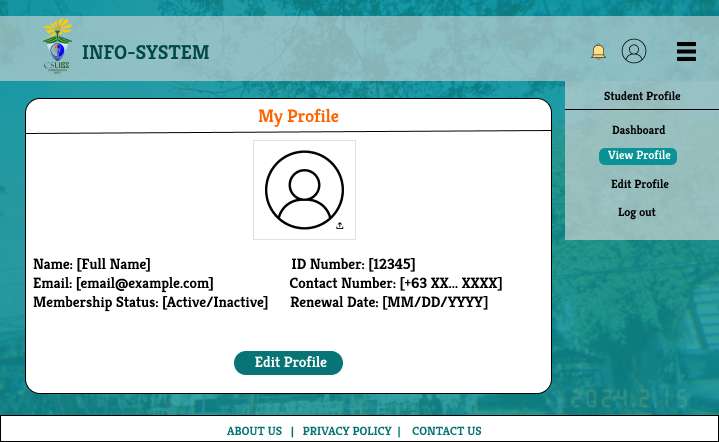 INFO-SYSTEM
Student Profile
Dashboard
View Profile
Edit Profile
Log out
My Profile
Name: [Full Name] ID Number: [12345]
Email: [email@example.com] Contact Number: [+63 XX... XXXX]
Membership Status: [Active/Inactive] Renewal Date: [MM/DD/YYYY]
Edit Profile
2024.2.15
ABOUT US | PRIVACY POLICY | CONTACT US